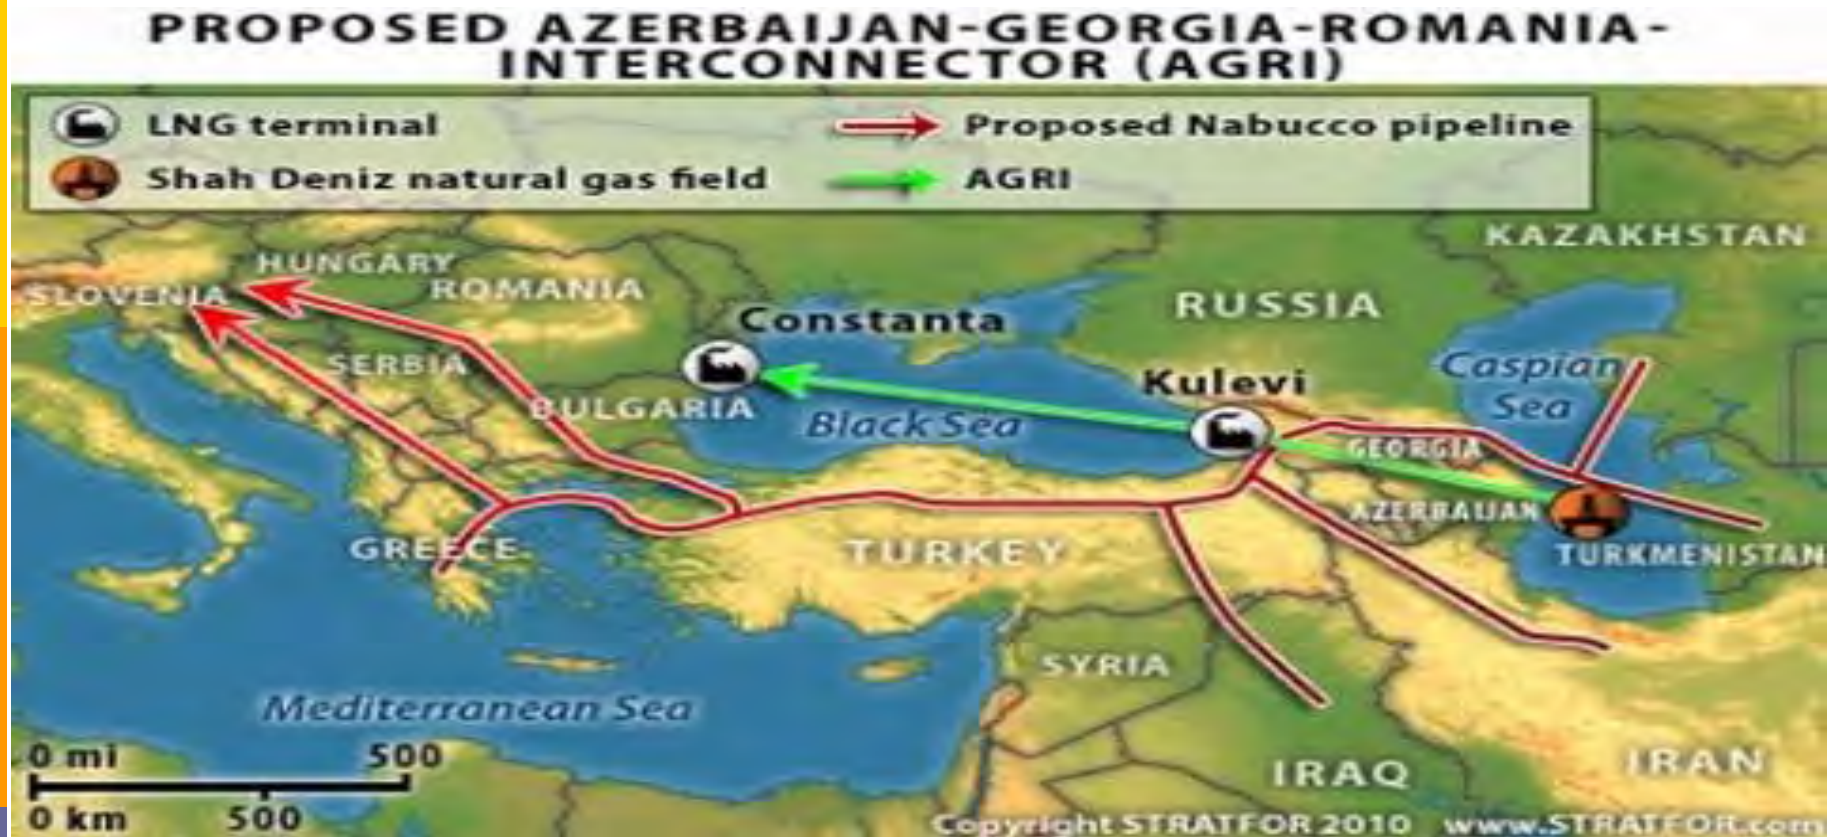 PROPOSED AZERBAIJAN-GEORGIA-ROMANIA-
INTERCONNECTOR (AGRI)
LNG terminal
Proposed Nabucco pipeline
Shah Deniz natural gas field
AGRI
KAZAKHSTAN
HUNGARY
SLOVENIA
ROMANIA
RUSSIA
Constanta
SERBIA
Caspian
Sea
Kulevi
BULGARIA
Black Sea
GEORGIA
AZERBAIJAN
GREECE
TURKEY
TURKMENISTAN
SYRIA
Mediterranean Sea
0 mi 500
IRAQ
IRAN
0 km 500
Copyright STRATFOR 2010 www.STRATFOR.com